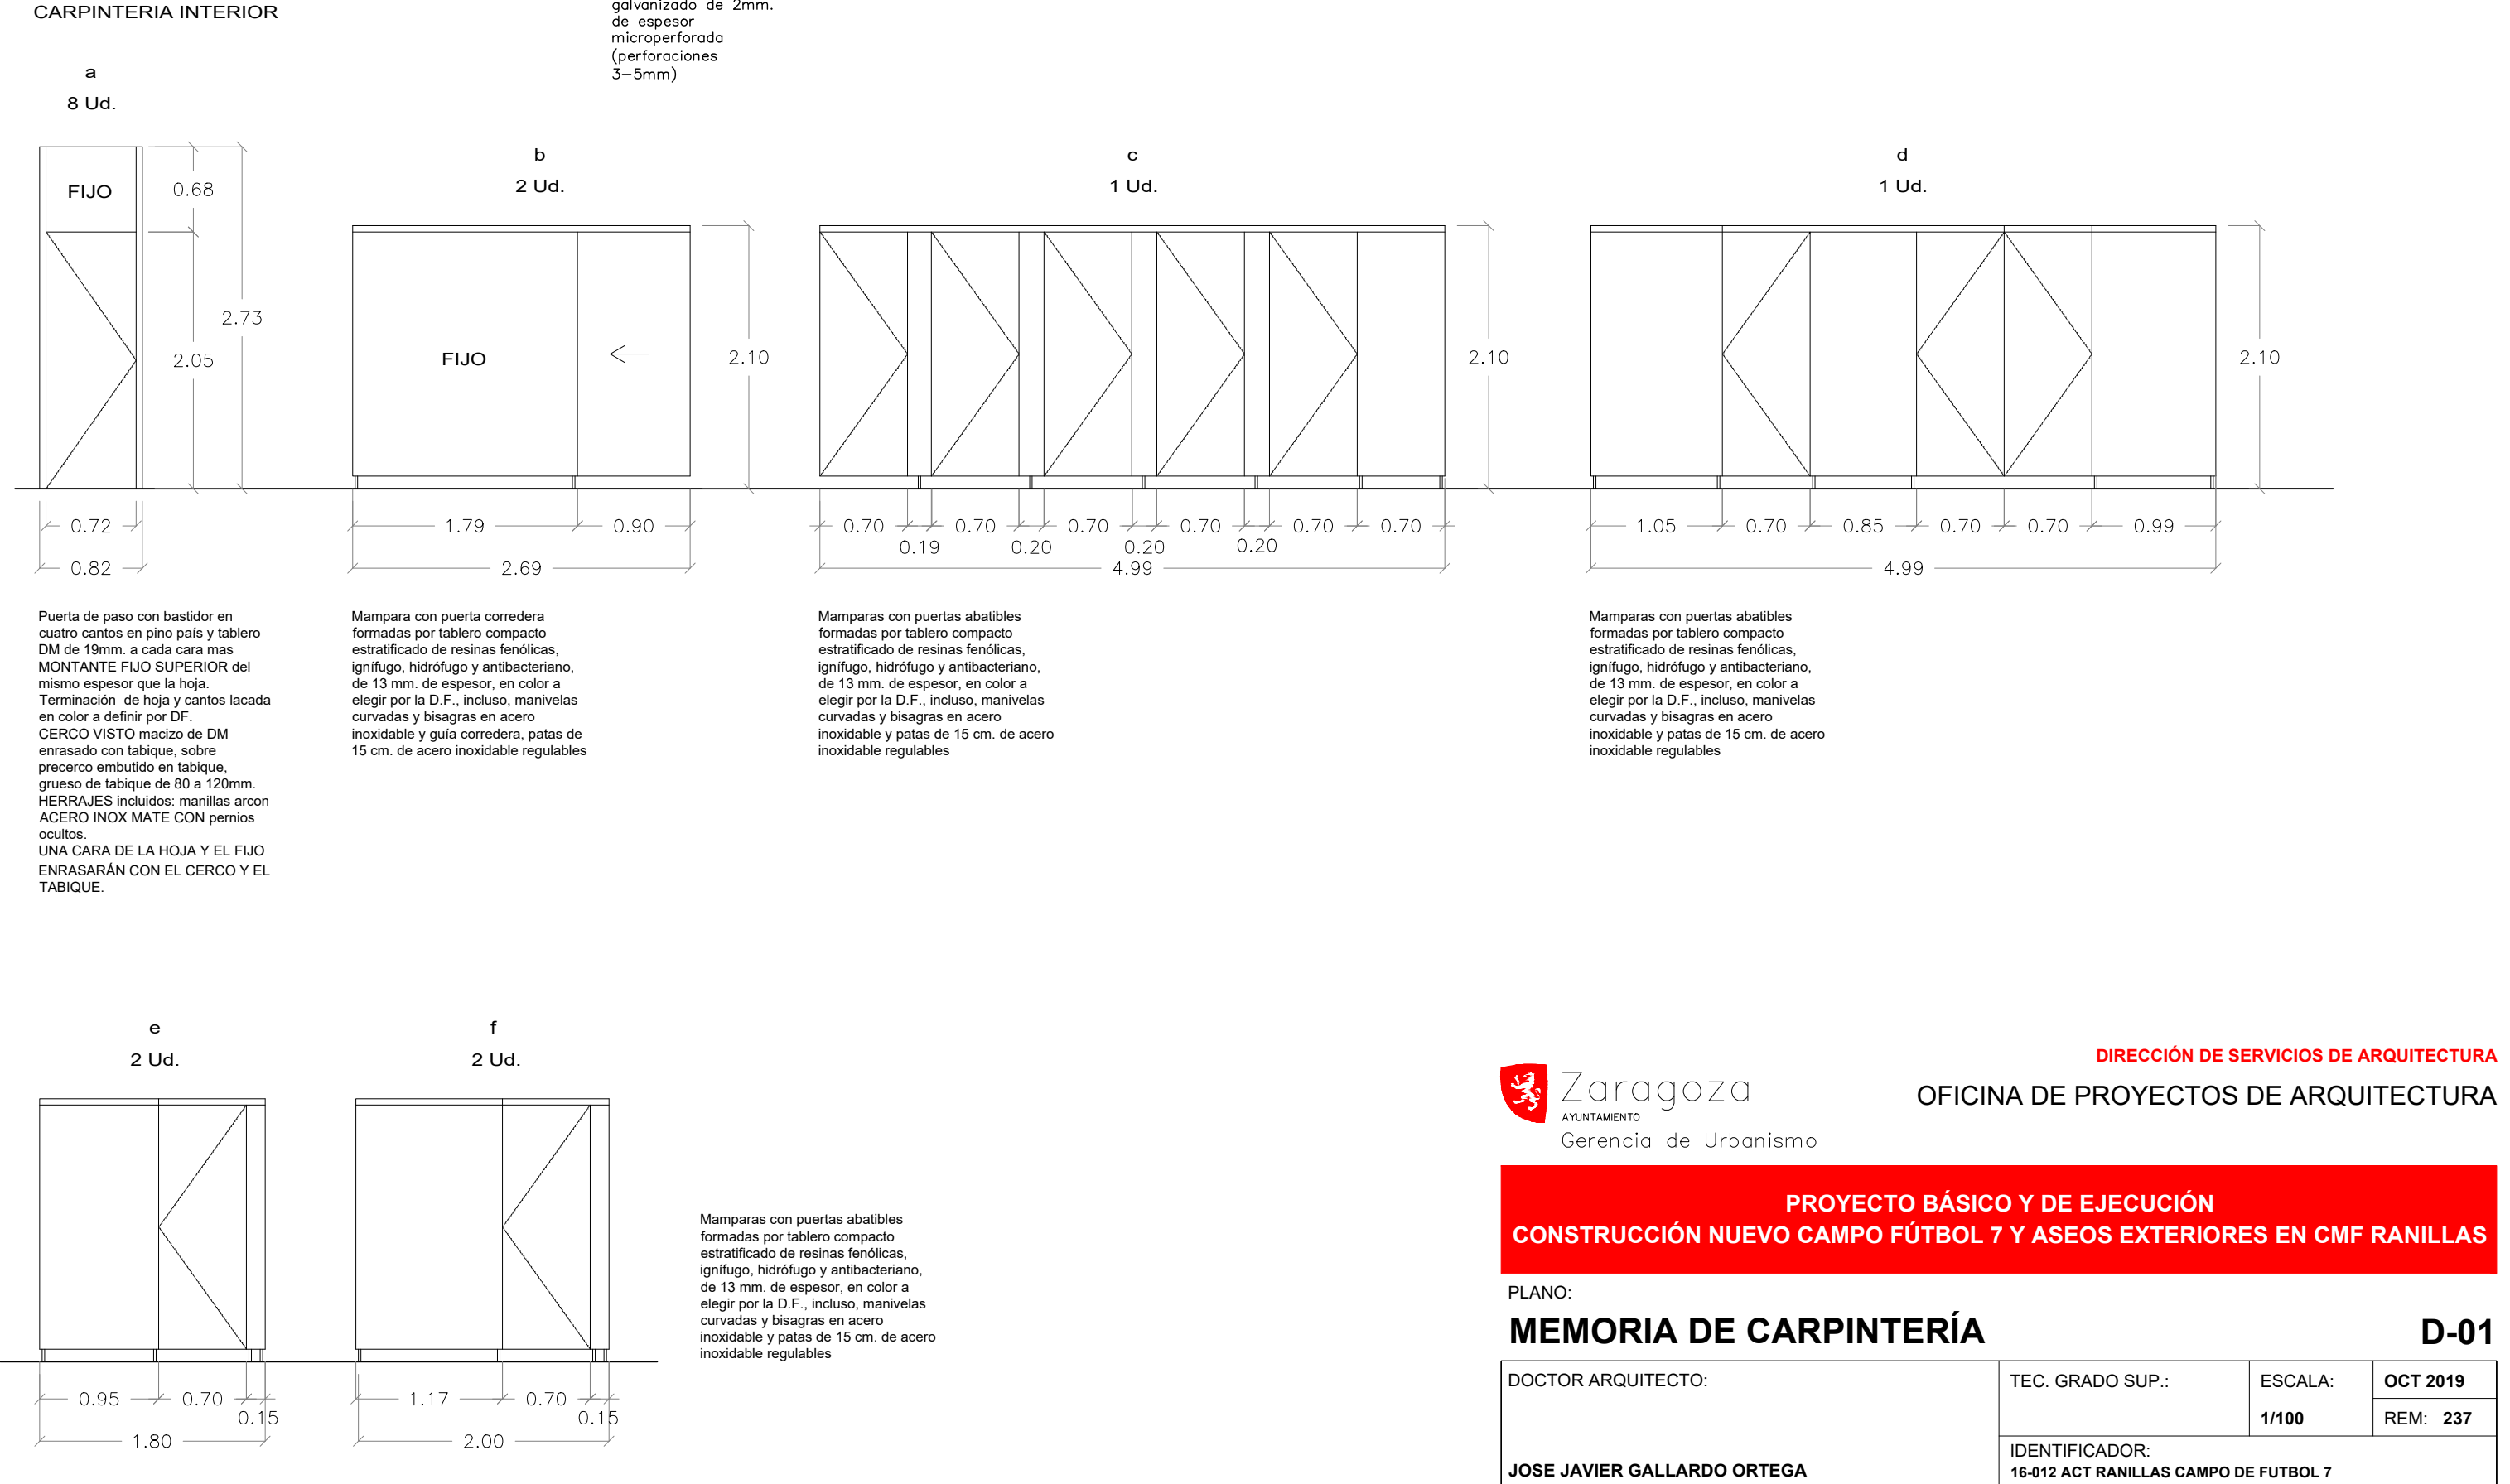 CARPINTERIA INTERIOR
galvanizado de 2mm.
de espesor
microperforada
(perforaciones
3-5mm)
a
8 Ud.
FIJO
0.68
2.73
2.05
0.72
0.82
Puerta de paso con bastidor en
cuatro cantos en pino país y tablero
DM de 19mm. a cada cara mas
MONTANTE FIJO SUPERIOR del
mismo espesor que la hoja.
Terminación de hoja y cantos lacada
en color a definir por DF.
CERCO VISTO macizo de DM
enrasado con tabique, sobre
precerco embutido en tabique,
grueso de tabique de 80 a 120mm.
HERRAJES incluidos: manillas arcon
ACERO INOX MATE CON pernios
ocultos.
UNA CARA DE LA HOJA Y EL FIJO
ENRASARÁN CON EL CERCO Y EL
TABIQUE.
b
2 Ud.
FIJO
2.10
1.79
0.90
2.69
Mampara con puerta corredera
formadas por tablero compacto
estratificado de resinas fenólicas,
ignífugo, hidrófugo y antibacteriano,
de 13 mm. de espesor, en color a
elegir por la D.F., incluso, manivelas
curvadas y bisagras en acero
inoxidable y guía corredera, patas de
15 cm. de acero inoxidable regulables
c
1 Ud.
2.10
0.70 0.70 0.70 0.70 0.70 0.70
0.19 0.20 0.20 0.20
4.99
Mamparas con puertas abatibles
formadas por tablero compacto
estratificado de resinas fenólicas,
ignífugo, hidrófugo y antibacteriano,
de 13 mm. de espesor, en color a
elegir por la D.F., incluso, manivelas
curvadas y bisagras en acero
inoxidable y patas de 15 cm. de acero
inoxidable regulables
d
1 Ud.
2.10
1.05 0.70 0.85 0.70 0.70 0.99
4.99
Mamparas con puertas abatibles
formadas por tablero compacto
estratificado de resinas fenólicas,
ignífugo, hidrófugo y antibacteriano,
de 13 mm. de espesor, en color a
elegir por la D.F., incluso, manivelas
curvadas y bisagras en acero
inoxidable y patas de 15 cm. de acero
inoxidable regulables
e
2 Ud.
0.95 0.70
0.15
1.80
f
2 Ud.
1.17 0.70
0.15
2.00
Mamparas con puertas abatibles
formadas por tablero compacto
estratificado de resinas fenólicas,
ignífugo, hidrófugo y antibacteriano,
de 13 mm. de espesor, en color a
elegir por la D.F., incluso, manivelas
curvadas y bisagras en acero
inoxidable y patas de 15 cm. de acero
inoxidable regulables
Zaragoza
AYUNTAMIENTO
Gerencia de Urbanismo
DIRECCIÓN DE SERVICIOS DE ARQUITECTURA
OFICINA DE PROYECTOS DE ARQUITECTURA
PROYECTO BÁSICO Y DE EJECUCIÓN
CONSTRUCCIÓN NUEVO CAMPO FÚTBOL 7 Y ASEOS EXTERIORES EN CMF RANILLAS
PLANO:
MEMORIA DE CARPINTERÍA D-01
DOCTOR ARQUITECTO:
JOSE JAVIER GALLARDO ORTEGA
TEC. GRADO SUP.:
ESCALA:
1/100
OCT 2019
REM: 237
IDENTIFICADOR:
16-012 ACT RANILLAS CAMPO DE FUTBOL 7